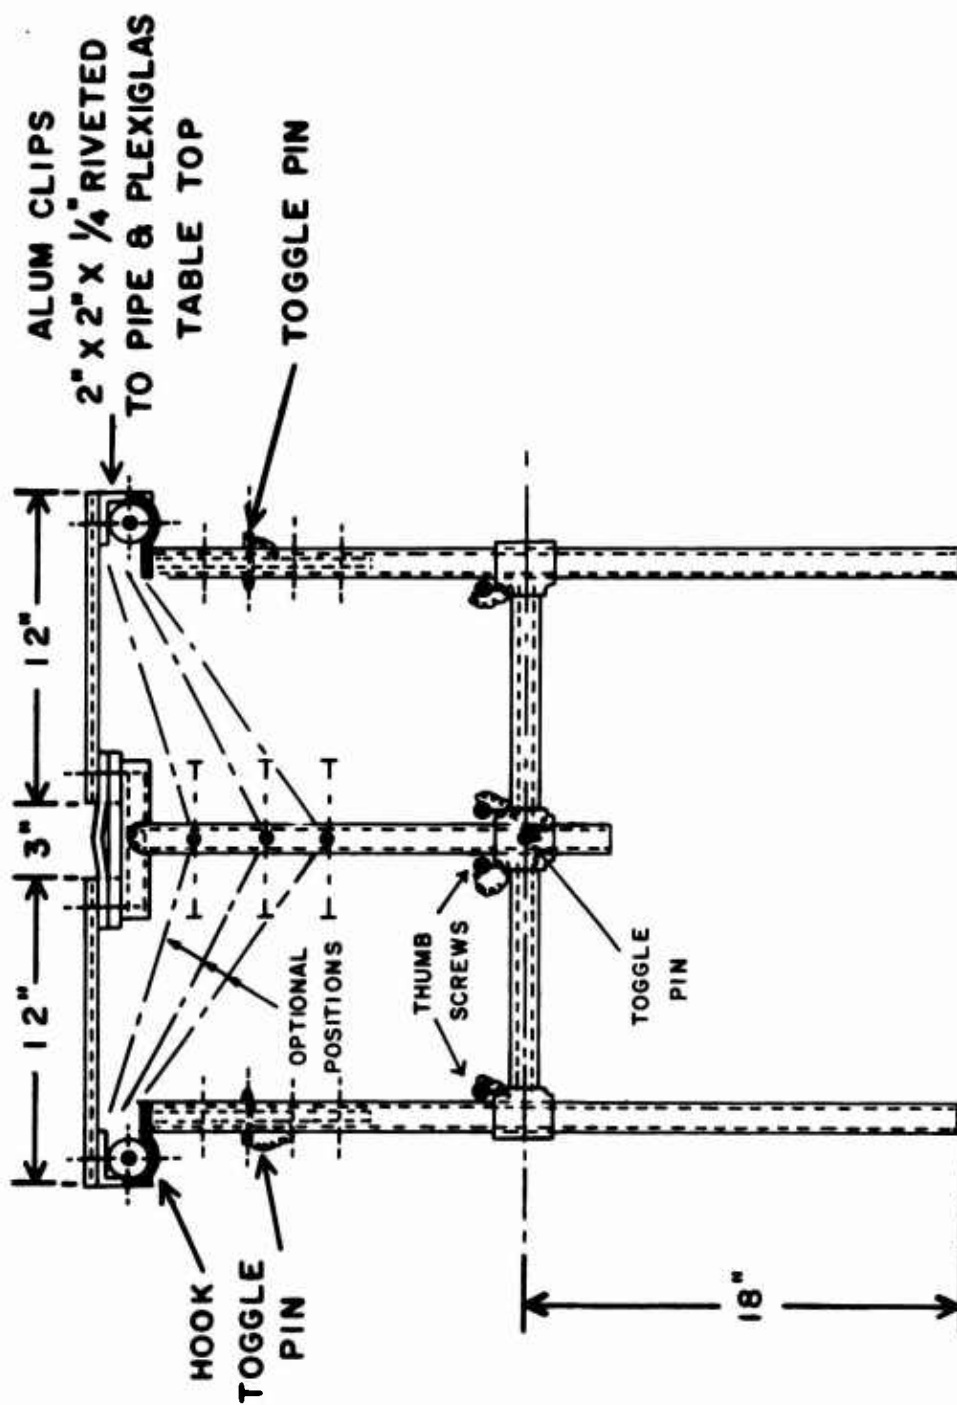 ALUM CLIPS
2" X 2" X 1/4" RIVETED
TO PIPE & PLEXIGLAS
TABLE TOP
TOGGLE PIN
12"
3"
12"
OPTIONAL
POSITIONS
THUMB
SCREWS
TOGGLE
PIN
HOOK
TOGGLE
PIN
18"